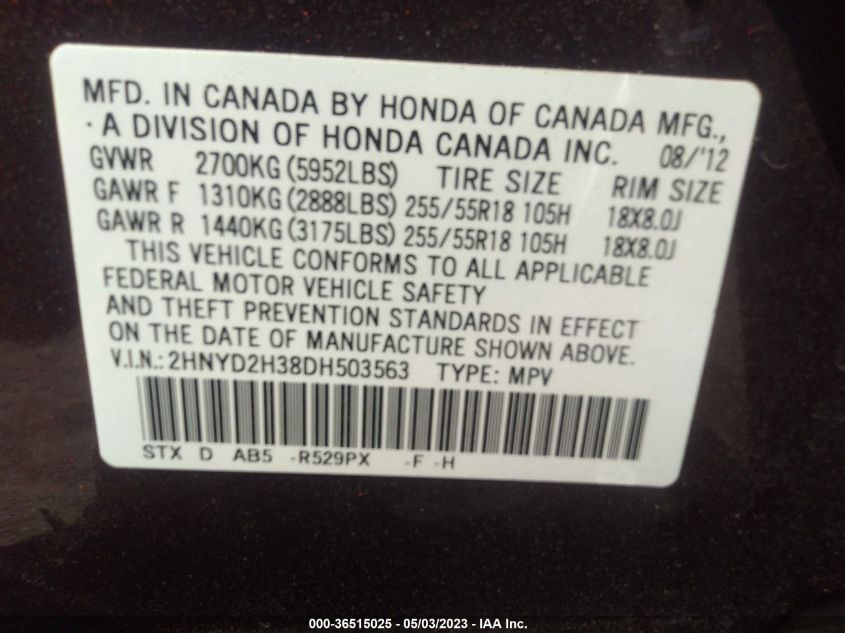 MFD. IN CANADA BY HONDA OF CANADA MFG.,
· A DIVISION OF HONDA CANADA INC. 08/'12
GVWR 2700KG (5952LBS) TIRE SIZE RIM SIZE
GAWR F 1310KG (2888LBS) 255/55R18 105H 18X8.0J
GAWR R 1440KG (3175LBS) 255/55R18 105H 18X8.0J
THIS VEHICLE CONFORMS TO ALL APPLICABLE
FEDERAL MOTOR VEHICLE SAFETY
AND THEFT PREVENTION STANDARDS IN EFFECT
ON THE DATE OF MANUFACTURE SHOWN ABOVE.
V.I.N.: 2HNYD2H38DH503563 TYPE: MPV
STX D AB5 -R529PX -F -H
000-36515025 - 05/03/2023 - IAA Inc.